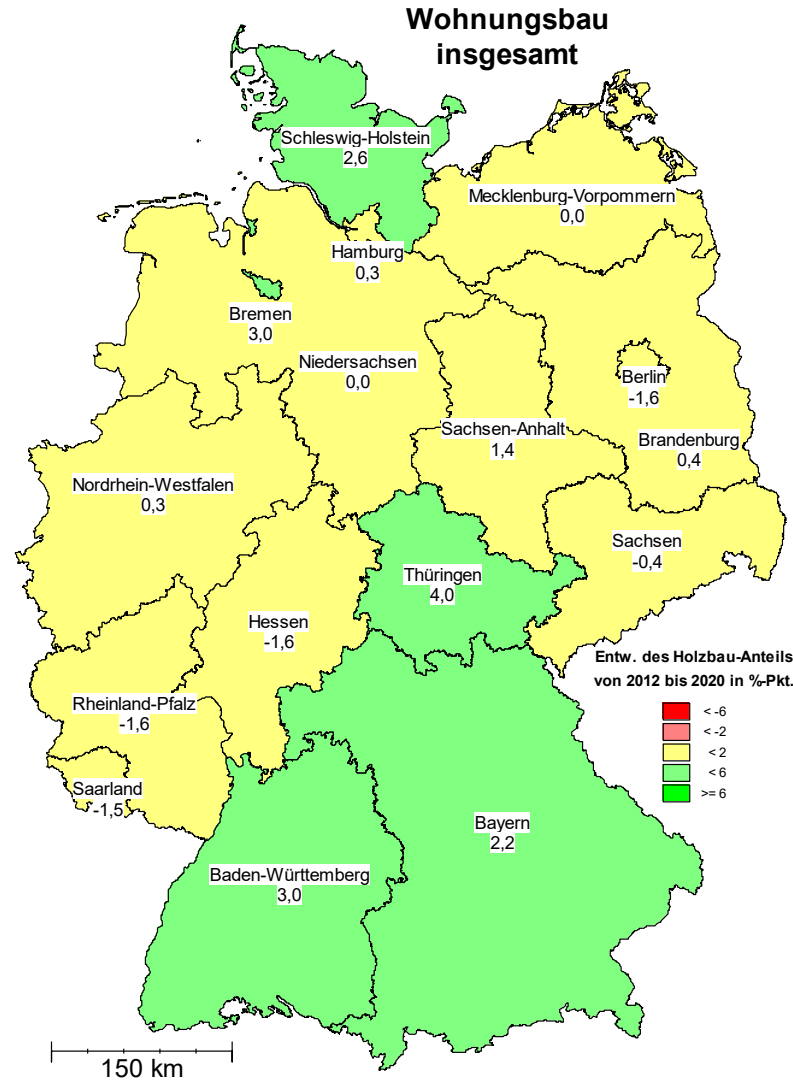 Wohnungsbau
insgesamt
Schleswig-Holstein
2,6
Mecklenburg-Vorpommern
0,0
Hamburg
0,3
Bremen
3,0
Niedersachsen
0,0
Berlin
-1,6
Sachsen-Anhalt
1,4
Brandenburg
0,4
Nordrhein-Westfalen
0,3
Sachsen
-0,4
Thüringen
4,0
Hessen
-1,6
Rheinland-Pfalz
-1,6
Saarland
-1,5
Bayern
2,2
Baden-Württemberg
3,0
Entw. des Holzbau-Anteils
von 2012 bis 2020 in %-Pkt.
< -6
< -2
< 2
< 6
>= 6
150 km